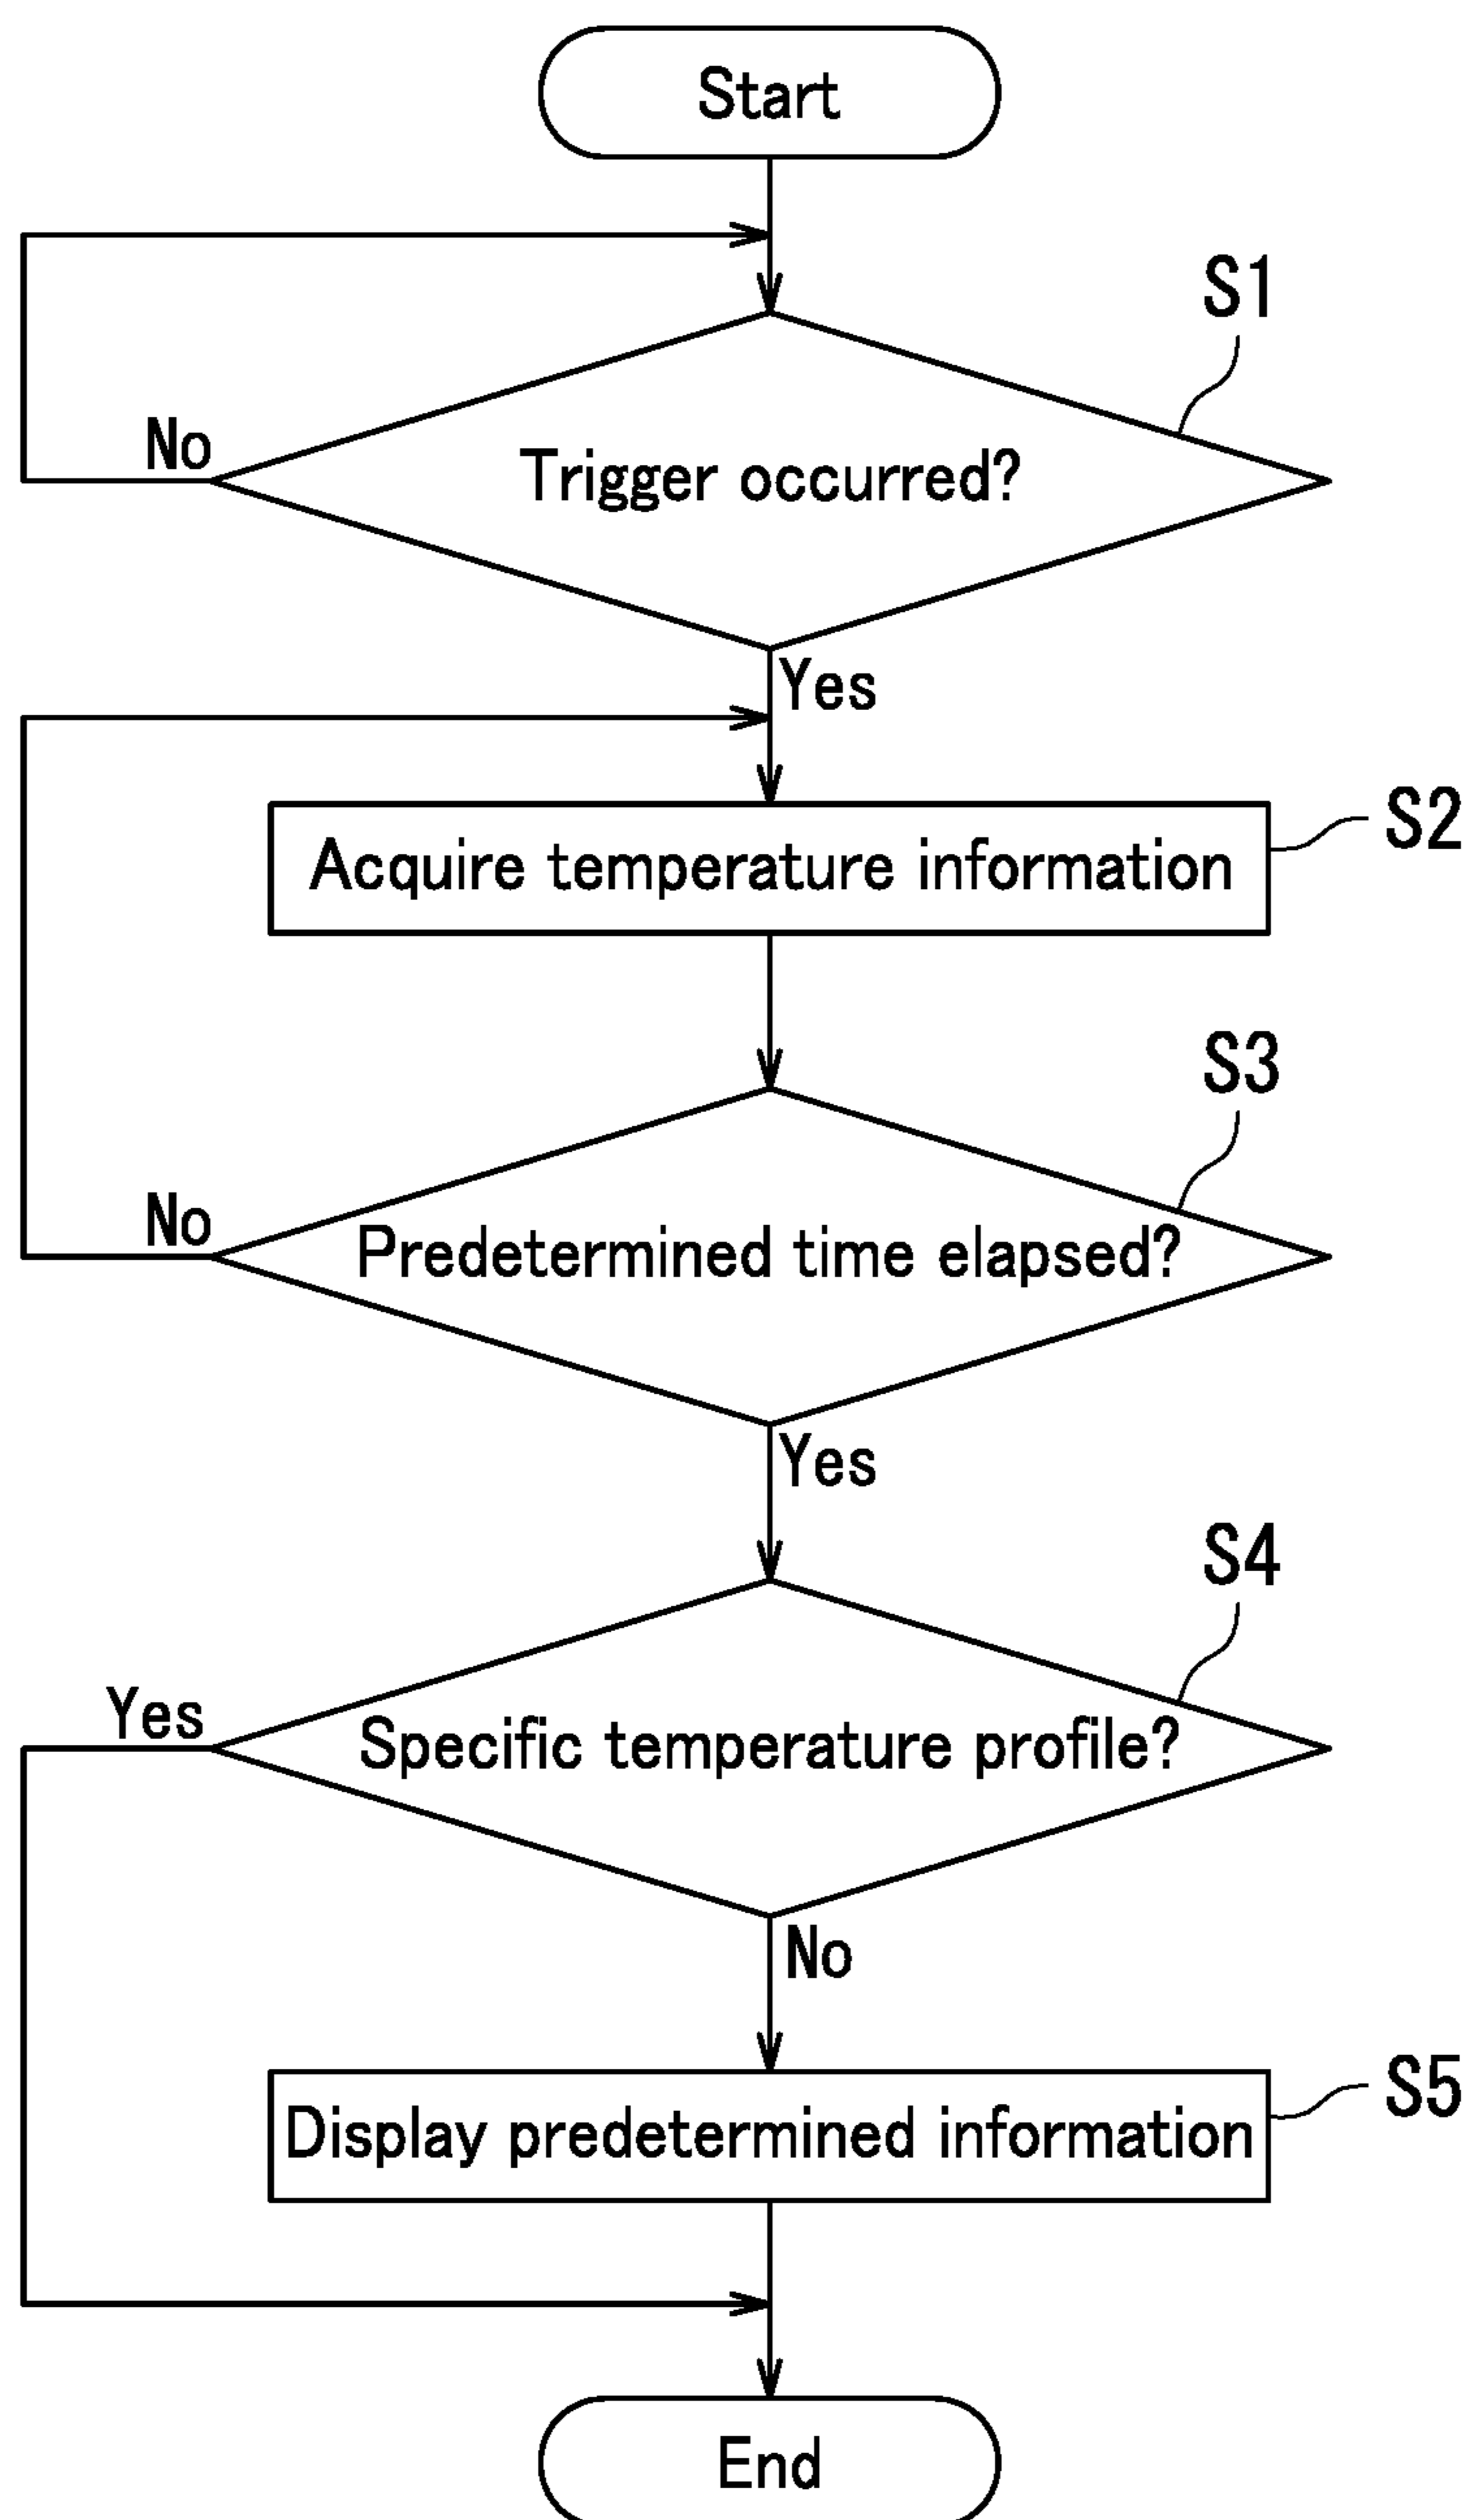 Start
S1
No
Trigger occurred?
Yes
S2
Acquire temperature information
S3
No
Predetermined time elapsed?
Yes
S4
Yes
Specific temperature profile?
No
S5
Display predetermined information
End